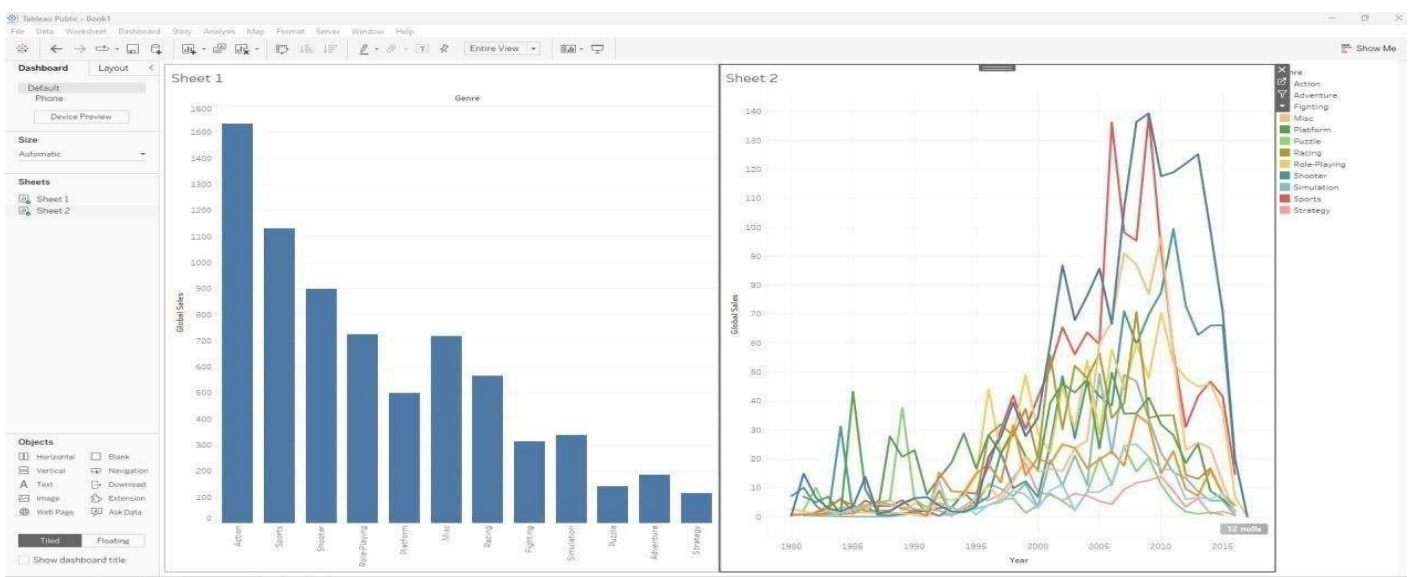 Tableau Public - Book1
File Data Worksheet Dashboard Story Analysis Map Format Server Window Help
Entire View
Show Me
Dashboard Layout
Default
Phone
Device Preview
Size
Automatic
Sheets
Sheet 1
Sheet 2
Objects
Horizontal Blank
Vertical Navigation
Text Download
Image Extension
Web Page Ask Data
Tiled Floating
Show dashboard title
Sheet 1
Genre
1600
1500
1400
1300
1200
1100
1000
900
800
700
600
500
400
300
200
100
0
Global Sales
Action Sports Shooter Role-Playing Platform Misc Racing Fighting Simulation Puzzle Adventure Strategy
Sheet 2
140
130
120
110
100
90
80
70
60
50
40
30
20
10
0
Global Sales
12 nulls
1980 1985 1990 1995 2000 2005 2010 2015
Year
nre
Action
Adventure
Fighting
Misc
Platform
Puzzle
Racing
Role-Playing
Shooter
Simulation
Sports
Strategy